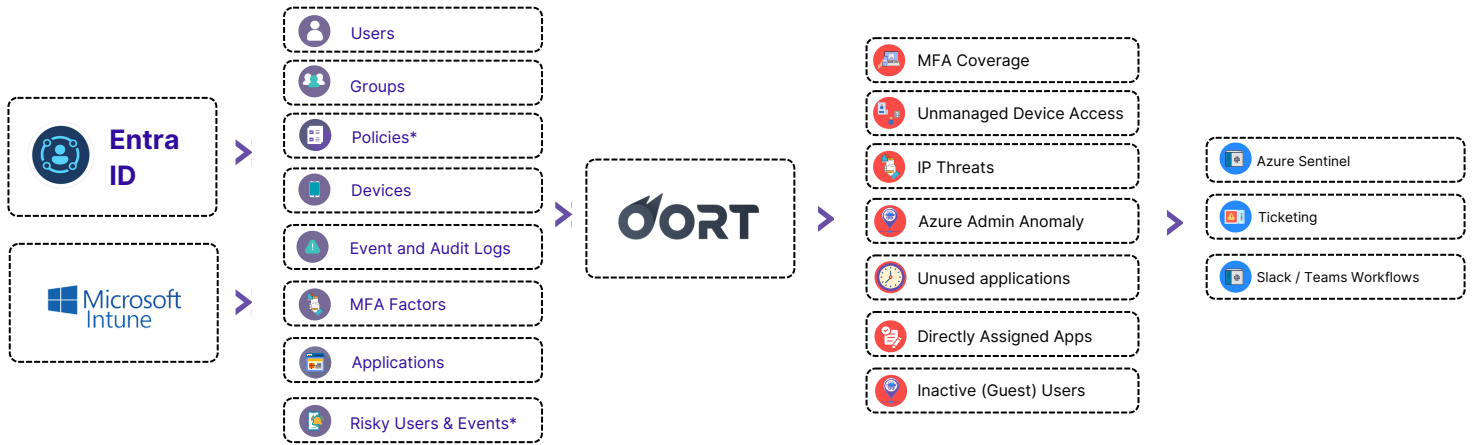 Entra
ID
Microsoft
Intune
Users
Groups
Policies*
Devices
Event and Audit Logs
MFA Factors
Applications
Risky Users & Events*
OORT
MFA Coverage
Unmanaged Device Access
IP Threats
Azure Admin Anomaly
Unused applications
Directly Assigned Apps
Inactive (Guest) Users
Azure Sentinel
Ticketing
Slack / Teams Workflows